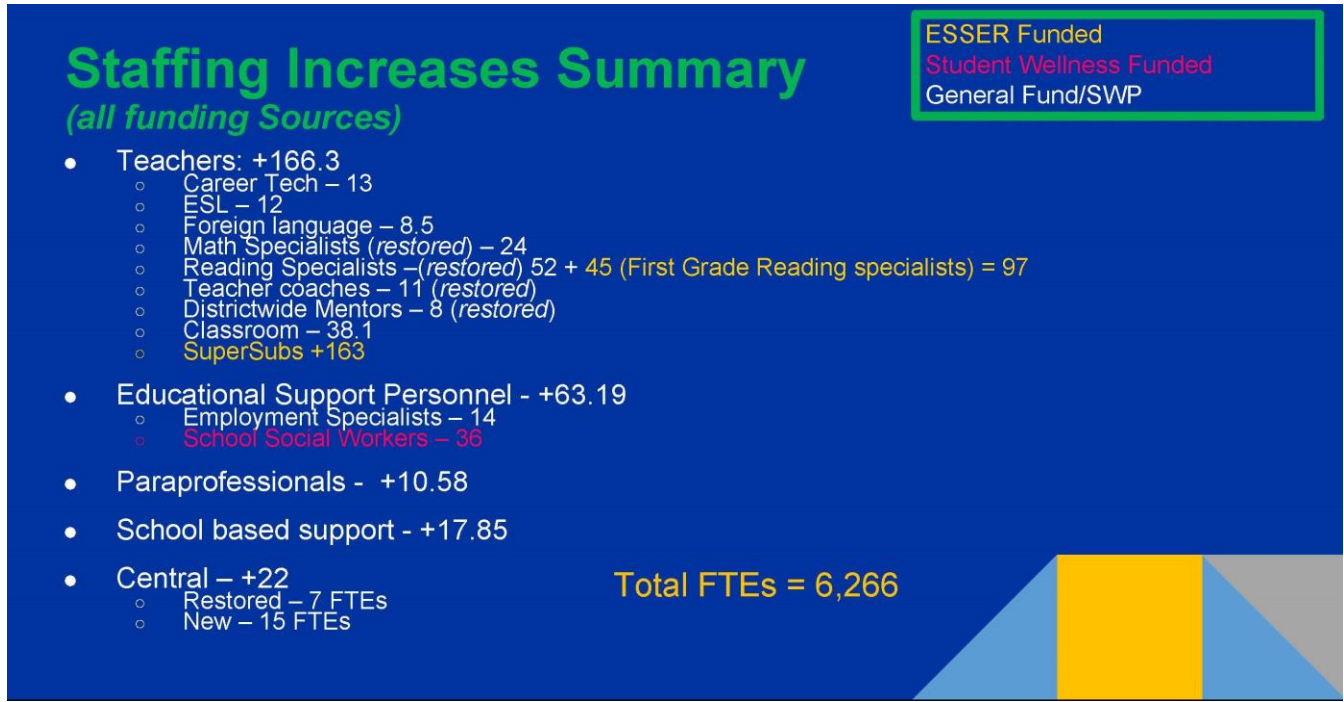 Staffing Increases Summary
(all funding Sources)
ESSER Funded
Student Wellness Funded
General Fund/SWP
● Teachers: +166.3
○ Career Tech – 13
○ ESL – 12
○ Foreign language – 8.5
○ Math Specialists (restored) – 24
○ Reading Specialists –(restored) 52 + 45 (First Grade Reading specialists) = 97
○ Teacher coaches – 11 (restored)
○ Districtwide Mentors – 8 (restored)
○ Classroom – 38.1
○ SuperSubs +163
● Educational Support Personnel - +63.19
○ Employment Specialists – 14
○ School Social Workers – 36
● Paraprofessionals - +10.58
● School based support - +17.85
● Central – +22
○ Restored – 7 FTEs
○ New – 15 FTEs
Total FTEs = 6,266